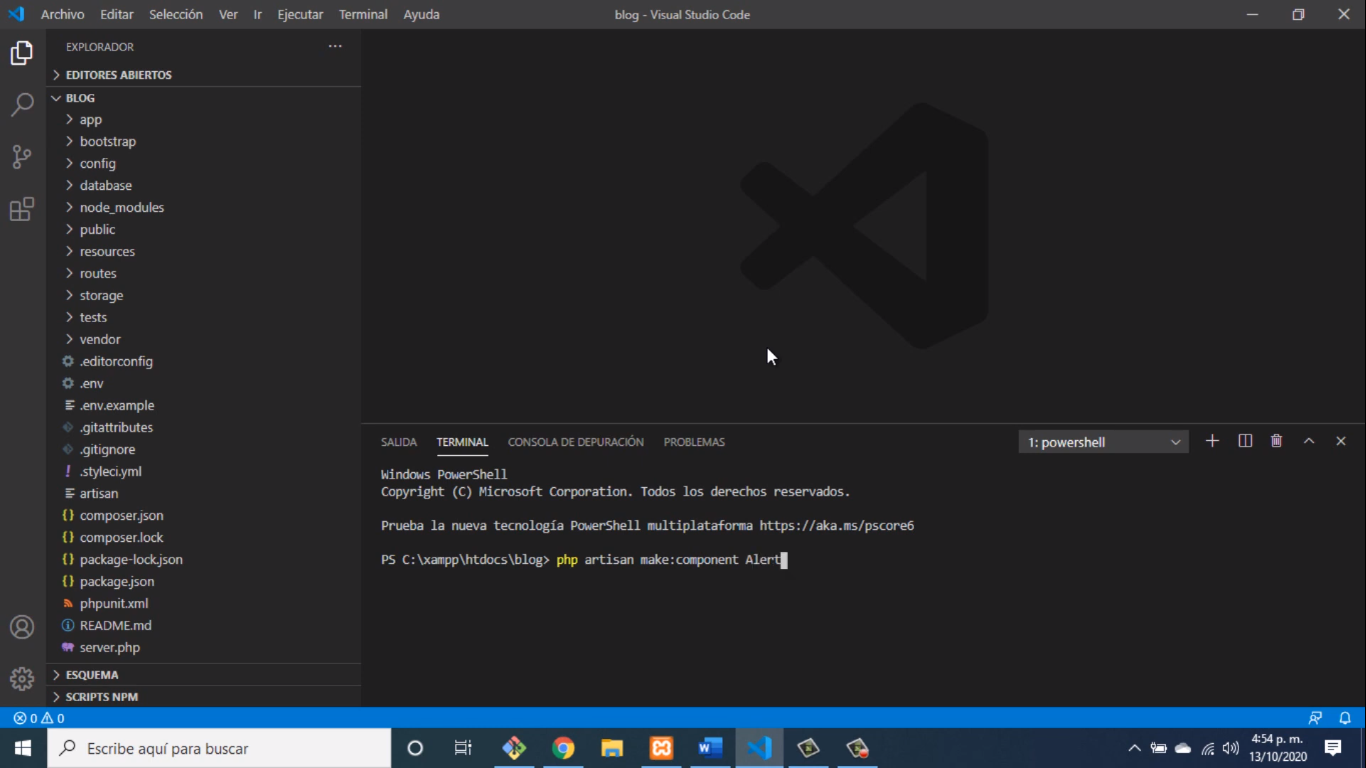 Archivo Editar Selección Ver Ir Ejecutar Terminal Ayuda
blog - Visual Studio Code
EXPLORADOR
EDITORES ABIERTOS
BLOG
app
bootstrap
config
database
node_modules
public
resources
routes
storage
tests
vendor
.editorconfig
.env
.env.example
.gitattributes
.gitignore
.styleci.yml
artisan
composer.json
composer.lock
package-lock.json
package.json
phpunit.xml
README.md
server.php
ESQUEMA
SCRIPTS NPM
SALIDA TERMINAL CONSOLA DE DEPURACIÓN PROBLEMAS
1: powershell
Windows PowerShell
Copyright (C) Microsoft Corporation. Todos los derechos reservados.
Prueba la nueva tecnología PowerShell multiplataforma https://aka.ms/pscore6
PS C:\xampp\htdocs\blog> php artisan make:component Alert
0 0
Escribe aquí para buscar
4:54 p. m.
13/10/2020